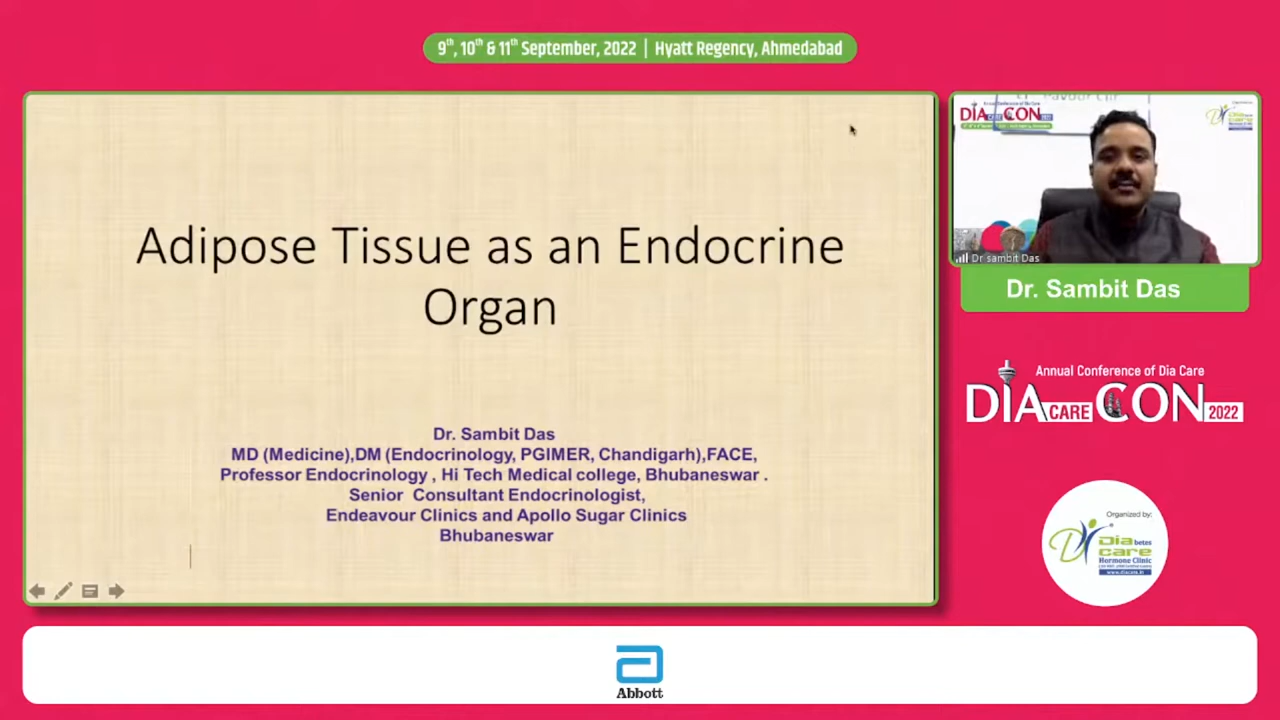 9th, 10th & 11th September, 2022 | Hyatt Regency, Ahmedabad
Adipose Tissue as an Endocrine
Organ
Dr. Sambit Das
MD (Medicine),DM (Endocrinology, PGIMER, Chandigarh),FACE,
Professor Endocrinology , Hi Tech Medical college, Bhubaneswar .
Senior Consultant Endocrinologist,
Endeavour Clinics and Apollo Sugar Clinics
Bhubaneswar
DIA CON
Dr sambit Das
Dr. Sambit Das
Annual Conference of Dia Care
DIA CARE CON 2022
Organized by:
Diabetes
care
Hormone Clinic
Abbott